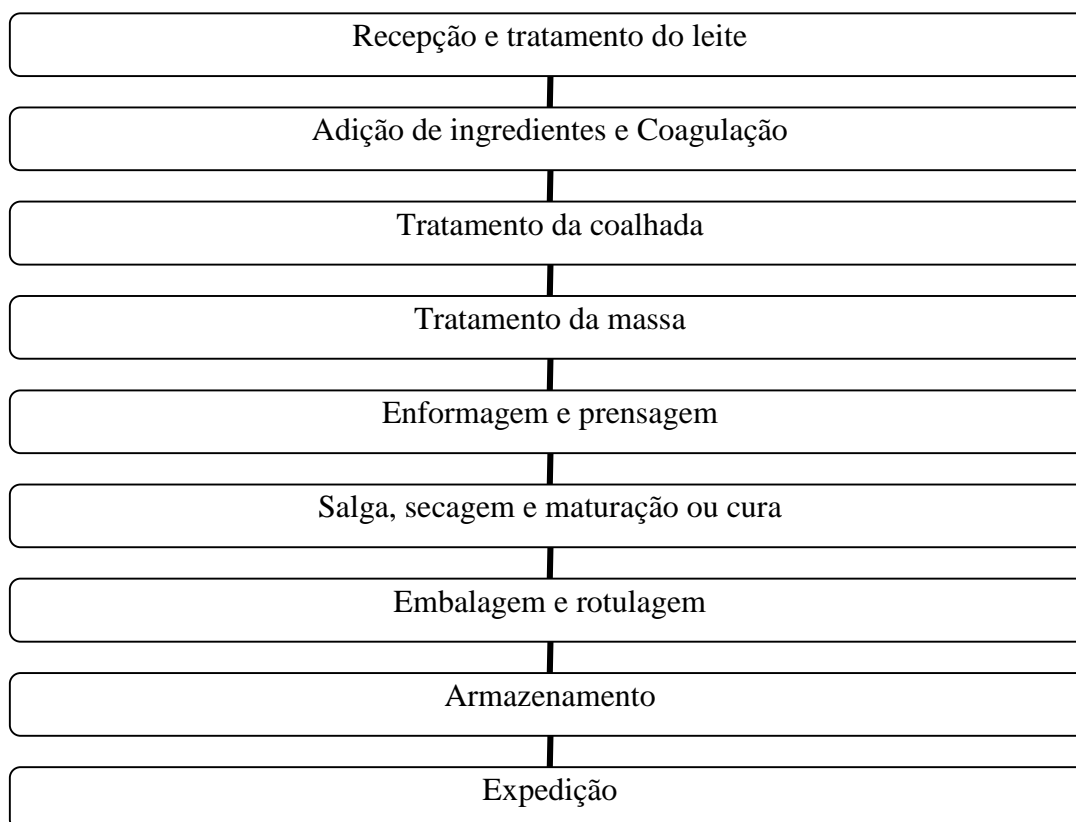 Recepção e tratamento do leite
Adição de ingredientes e Coagulação
Tratamento da coalhada
Tratamento da massa
Enformagem e prensagem
Salga, secagem e maturação ou cura
Embalagem e rotulagem
Armazenamento
Expedição